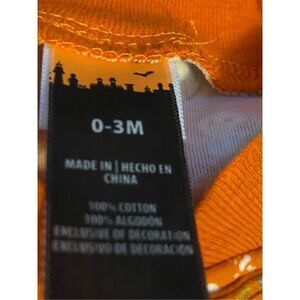 0-3M
MADE IN | HECHO EN
CHINA
100% COTTON
100% ALGODÓN
EXCLUSIVE OF DECORATION
EXCLUSIVO DE DECORACIÓN